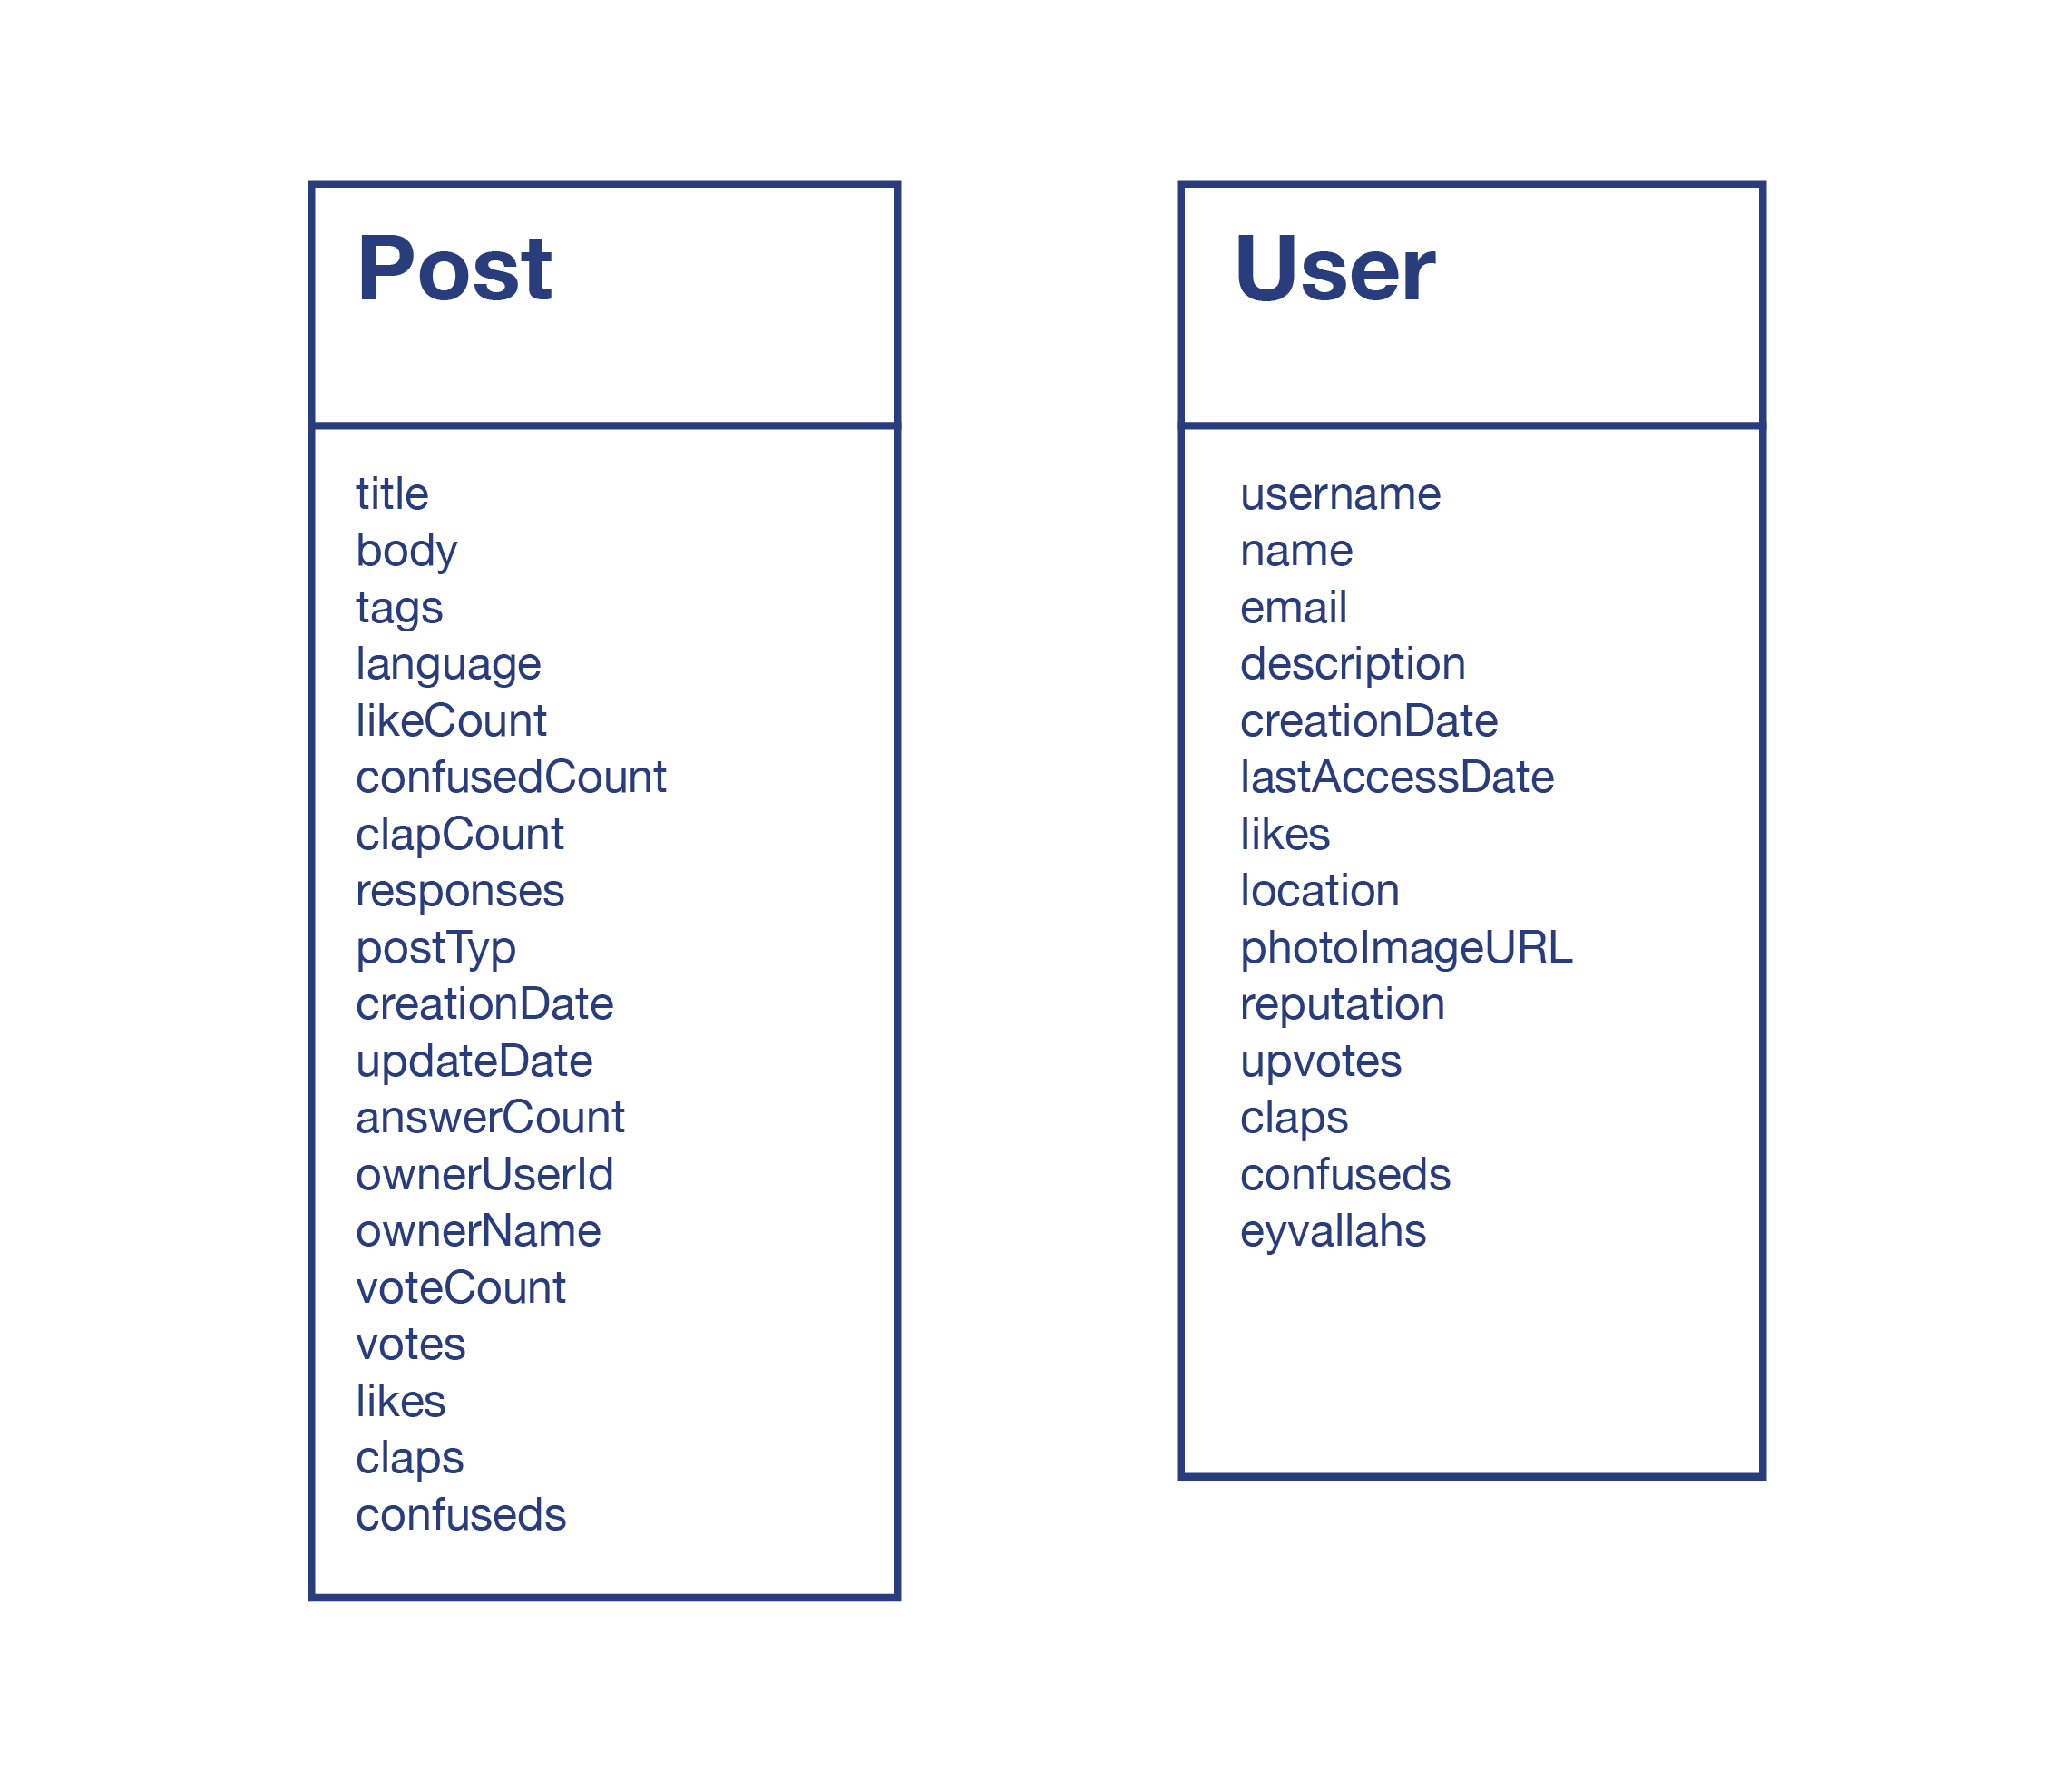 Post
title
body
tags
language
likeCount
confusedCount
clapCount
responses
postTyp
creationDate
updateDate
answerCount
ownerUserId
ownerName
voteCount
votes
likes
claps
confuseds
User
username
name
email
description
creationDate
lastAccessDate
likes
location
photoImageURL
reputation
upvotes
claps
confuseds
eyvallahs